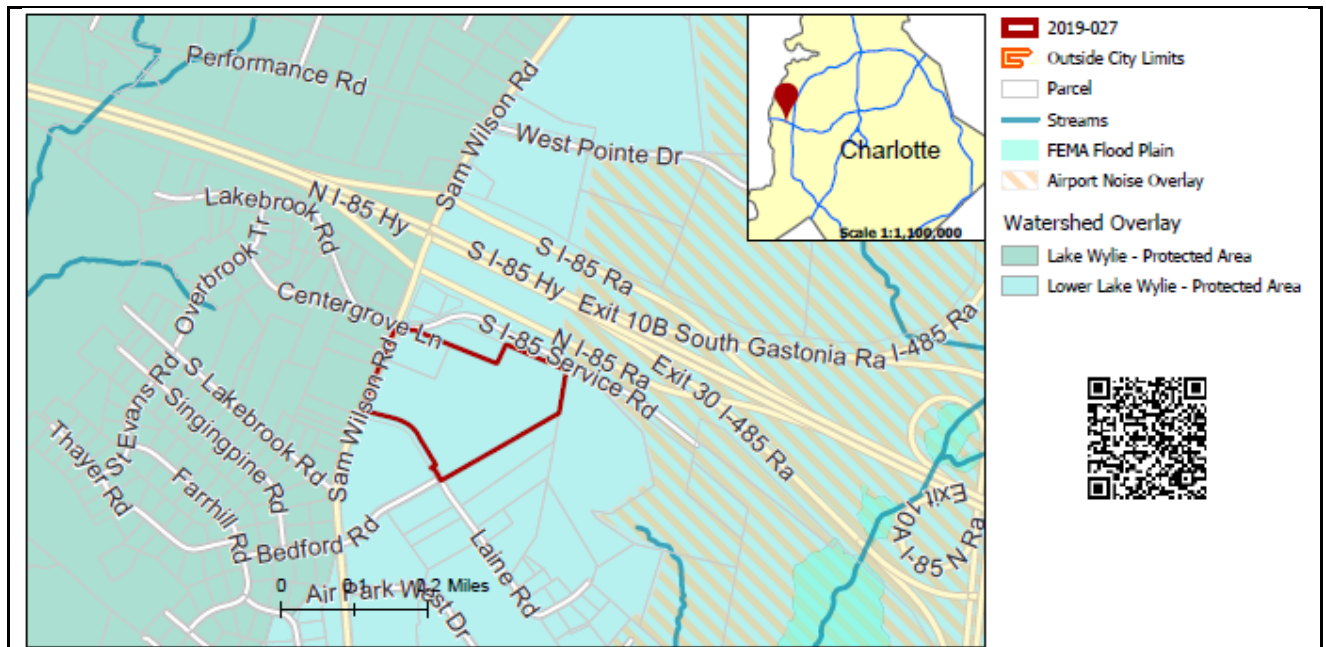 Performance Rd
Sam Wilson Rd
West Pointe Dr
Lakebrook Rd
N I-85 Hy
Overbrook Tr
S I-85 Hy
S I-85 Ra
Centergrove Ln
Exit 10B South Gastonia Ra
I-485 Ra
S I-85 Service Rd
N I-85 Ra
Exit 30 I-485 Ra
Sam Wilson Rd
S Lakebrook Rd
St Evans Rd
Singingpine Rd
Thayer Rd
Farrhill Rd
Bedford Rd
Laine Rd
Exit 10A
I-85 N Ra
Air Park West Dr
0 0.1 0.2 Miles
Charlotte
Scale 1:1,100,000
2019-027
Outside City Limits
Parcel
Streams
FEMA Flood Plain
Airport Noise Overlay
Watershed Overlay
Lake Wylie - Protected Area
Lower Lake Wylie - Protected Area